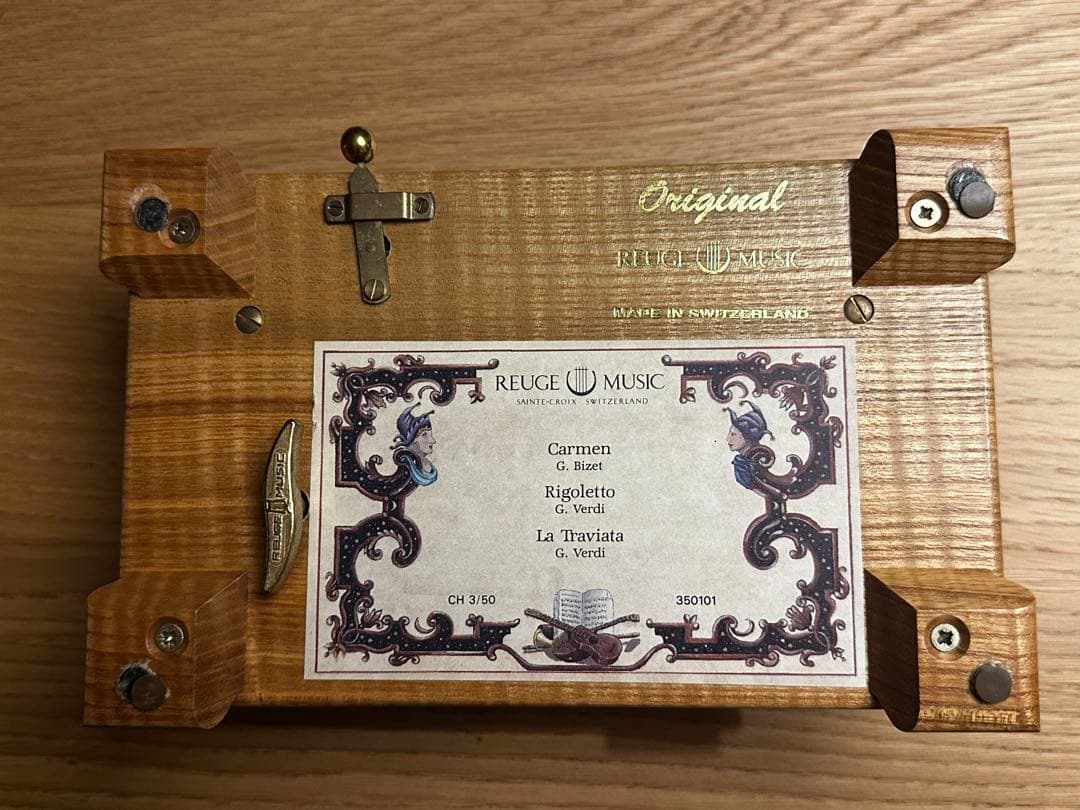 Original
REUGE MUSIC
MADE IN SWITZERLAND
REUGE MUSIC
SAINTE-CROIX SWITZERLAND
Carmen
G. Bizet
Rigoletto
G. Verdi
La Traviata
G. Verdi
CH 3/50 350101
REUGE MUSIC